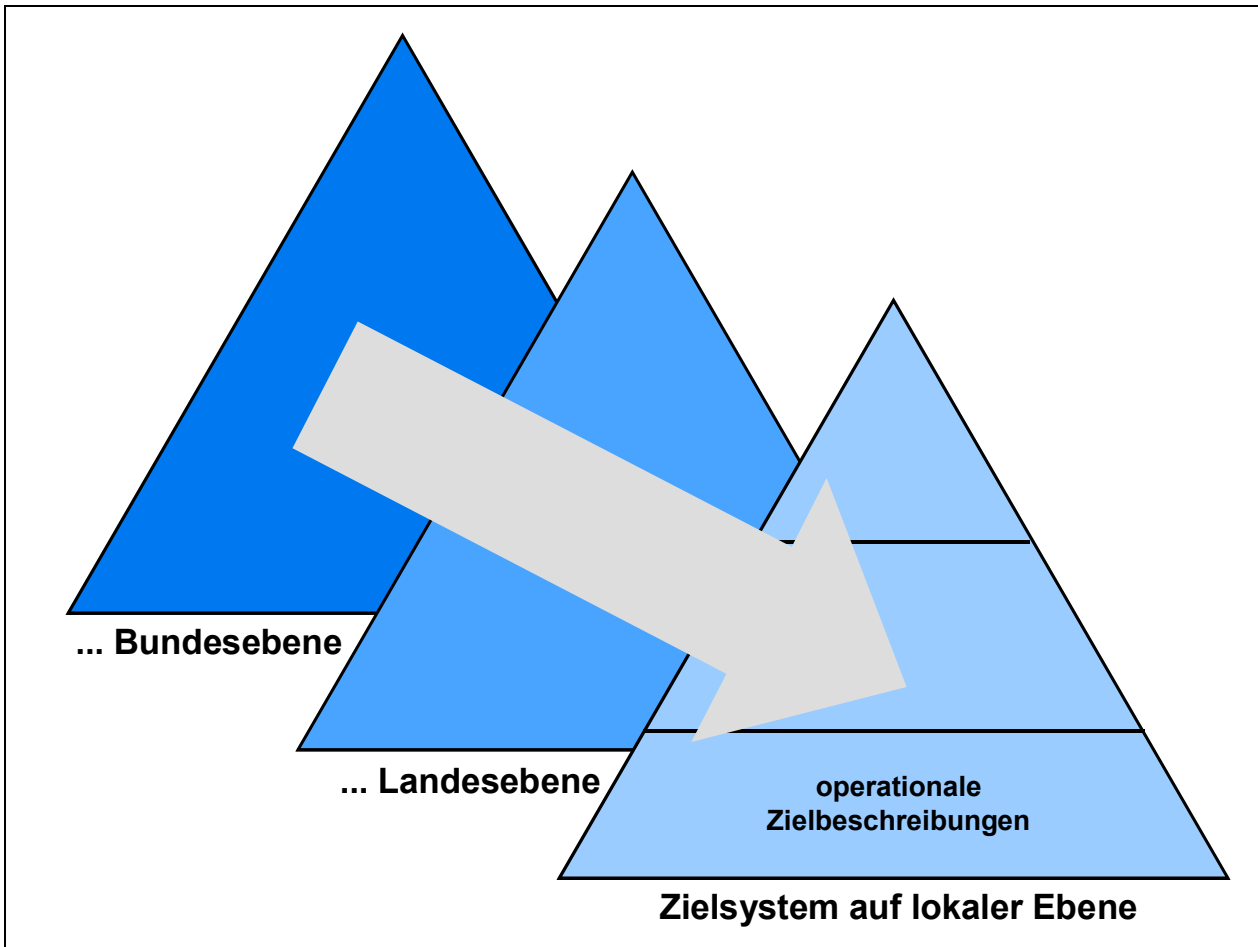 ... Bundesebene
... Landesebene
operationale
Zielbeschreibungen
Zielsystem auf lokaler Ebene